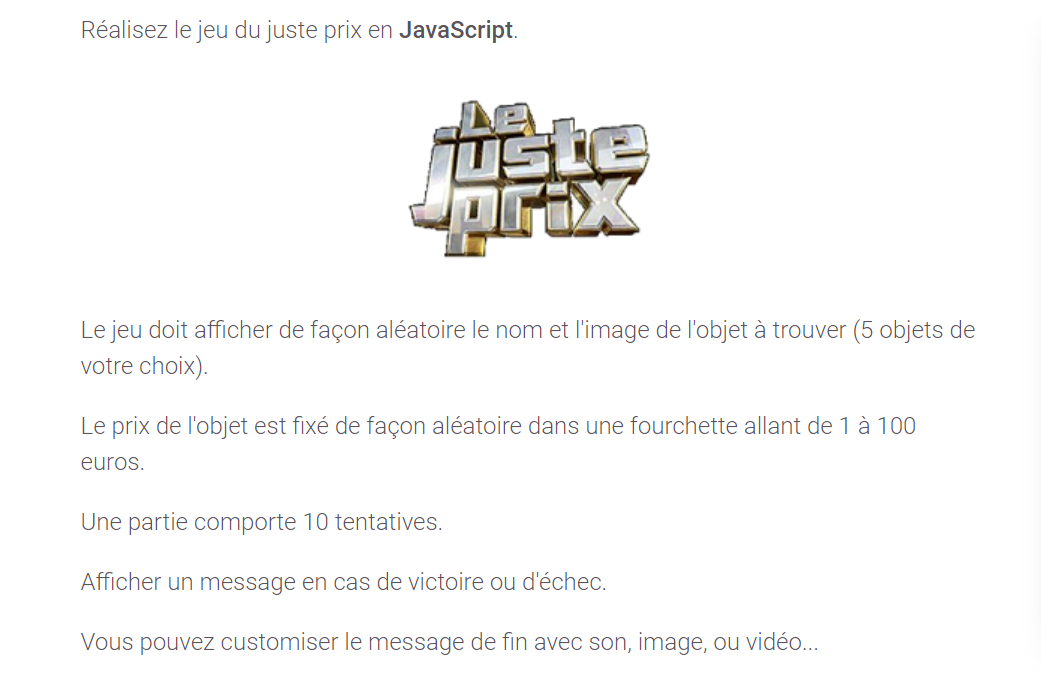 Réalisez le jeu du juste prix en JavaScript.
Le
juste
prix
Le jeu doit afficher de façon aléatoire le nom et l'image de l'objet à trouver (5 objets de
votre choix).
Le prix de l'objet est fixé de façon aléatoire dans une fourchette allant de 1 à 100
euros.
Une partie comporte 10 tentatives.
Afficher un message en cas de victoire ou d'échec.
Vous pouvez customiser le message de fin avec son, image, ou vidéo...